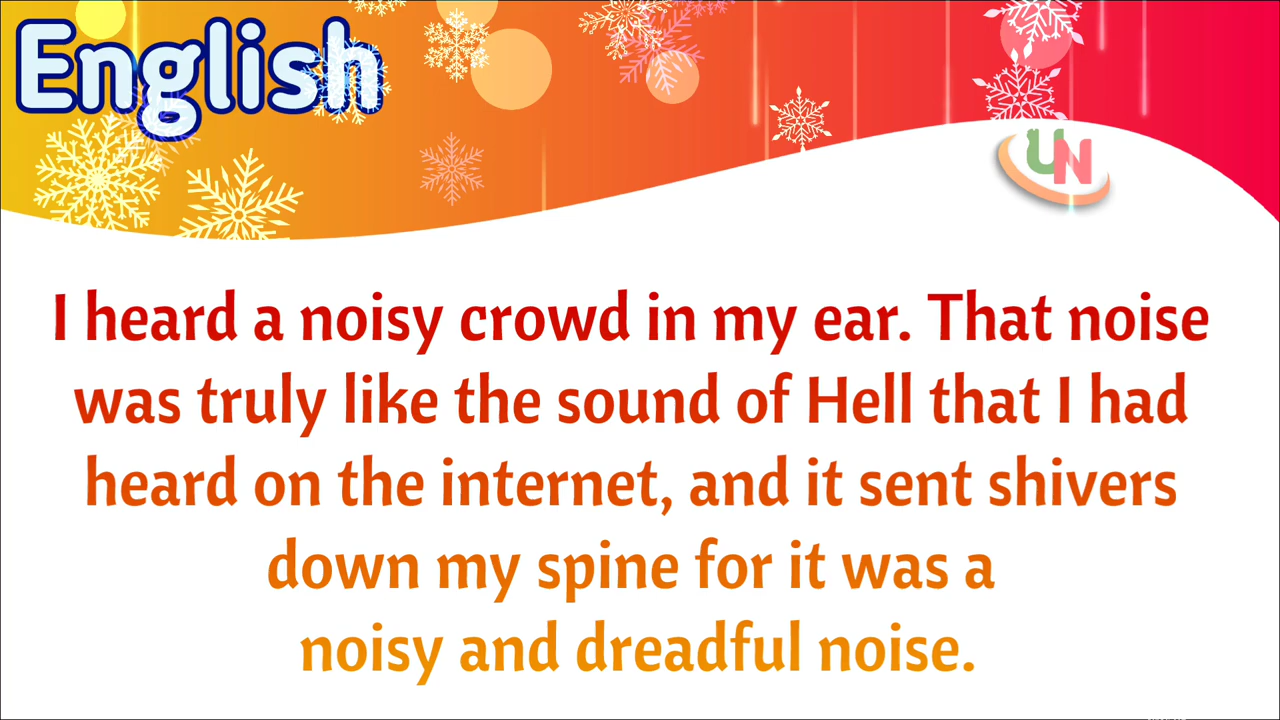 English
UN
I heard a noisy crowd in my ear. That noise
was truly like the sound of Hell that I had
heard on the internet, and it sent shivers
down my spine for it was a
noisy and dreadful noise.